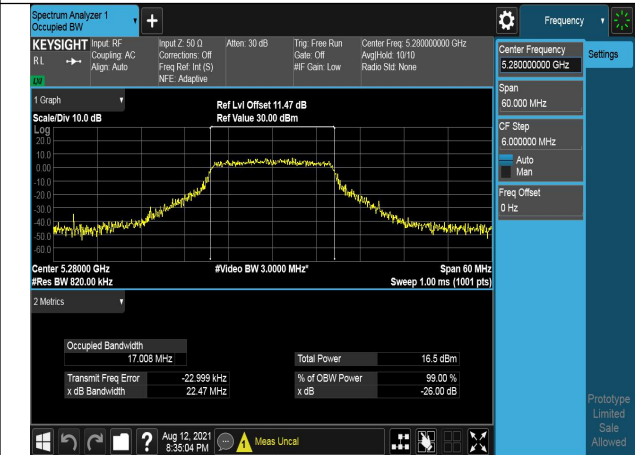 Spectrum Analyzer 1
Occupied BW
Frequency
KEYSIGHT
RL
LNI
Input: RF
Coupling: AC
Align: Auto
Input Z: 50 Ω
Corrections: Off
Freq Ref: Int (S)
NFE: Adaptive
Atten: 30 dB
Trig: Free Run
Gate: Off
#IF Gain: Low
Center Freq: 5.280000000 GHz
Avg|Hold: 10/10
Radio Std: None
Center Frequency
5.280000000 GHz
Settings
Span
60.000 MHz
CF Step
6.000000 MHz
Auto
Man
Freq Offset
0 Hz
1 Graph
Scale/Div 10.0 dB
Ref Lvl Offset 11.47 dB
Ref Value 30.00 dBm
Log
20.0
10.0
0.00
-10.0
-20.0
-30.0
-40.0
-50.0
-60.0
Center 5.28000 GHz
#Res BW 820.00 kHz
#Video BW 3.0000 MHz*
Span 60 MHz
Sweep 1.00 ms (1001 pts)
2 Metrics
Occupied Bandwidth
17.008 MHz
Total Power 16.5 dBm
Transmit Freq Error -22.999 kHz
% of OBW Power 99.00 %
x dB Bandwidth 22.47 MHz
x dB -26.00 dB
Prototype
Limited
Sale
Allowed
?
Aug 12, 2021
8:35:04 PM
Meas Uncal